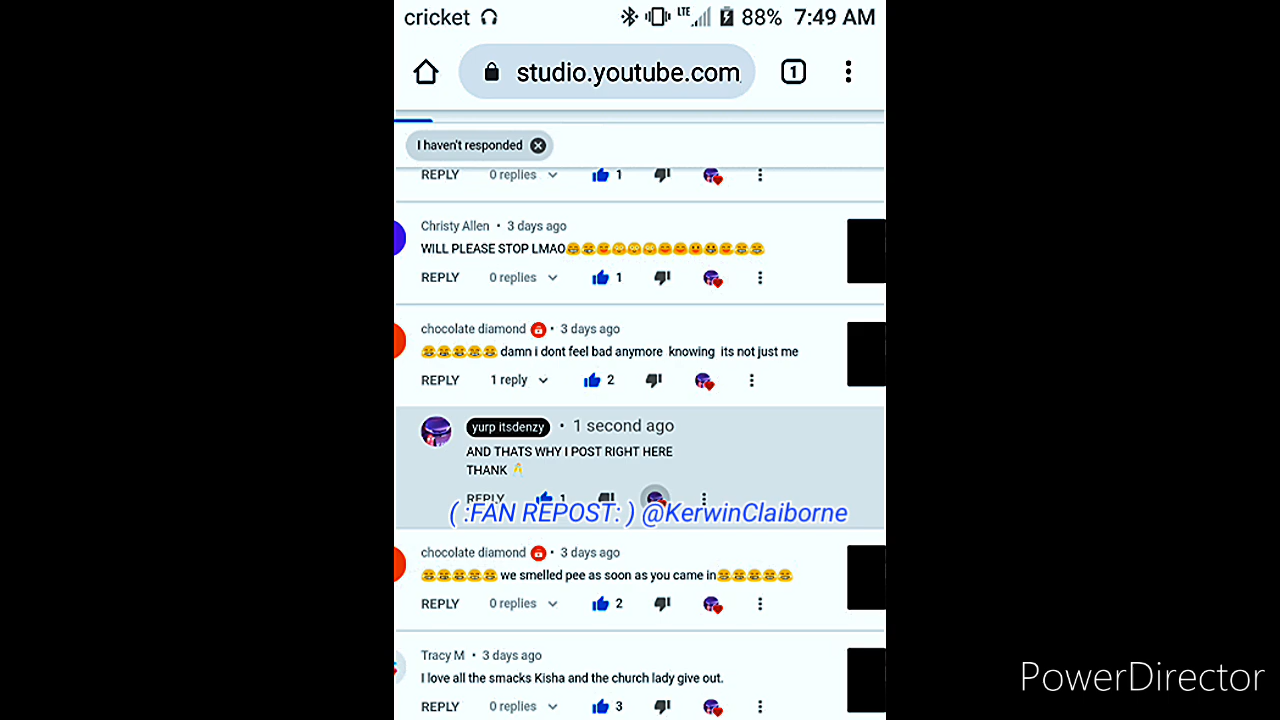 cricket LTE 88% 7:49 AM
studio.youtube.com 1
I haven't responded
REPLY 0 replies 1
Christy Allen • 3 days ago
WILL PLEASE STOP LMAO😂😂🤣🙄🙄🙄😄😄😃😀🤣😂😂
REPLY 0 replies 1
chocolate diamond • 3 days ago
😂😂😂😂😂 damn i dont feel bad anymore knowing its not just me
REPLY 1 reply 2
yurp itsdenzy • 1 second ago
AND THATS WHY I POST RIGHT HERE
THANK
REPLY 1
( :FAN REPOST: ) @KerwinClaiborne
chocolate diamond • 3 days ago
😂😂😂😂😂 we smelled pee as soon as you came in😂😂😂😂😂
REPLY 0 replies 2
Tracy M • 3 days ago
I love all the smacks Kisha and the church lady give out.
REPLY 0 replies 3
PowerDirector